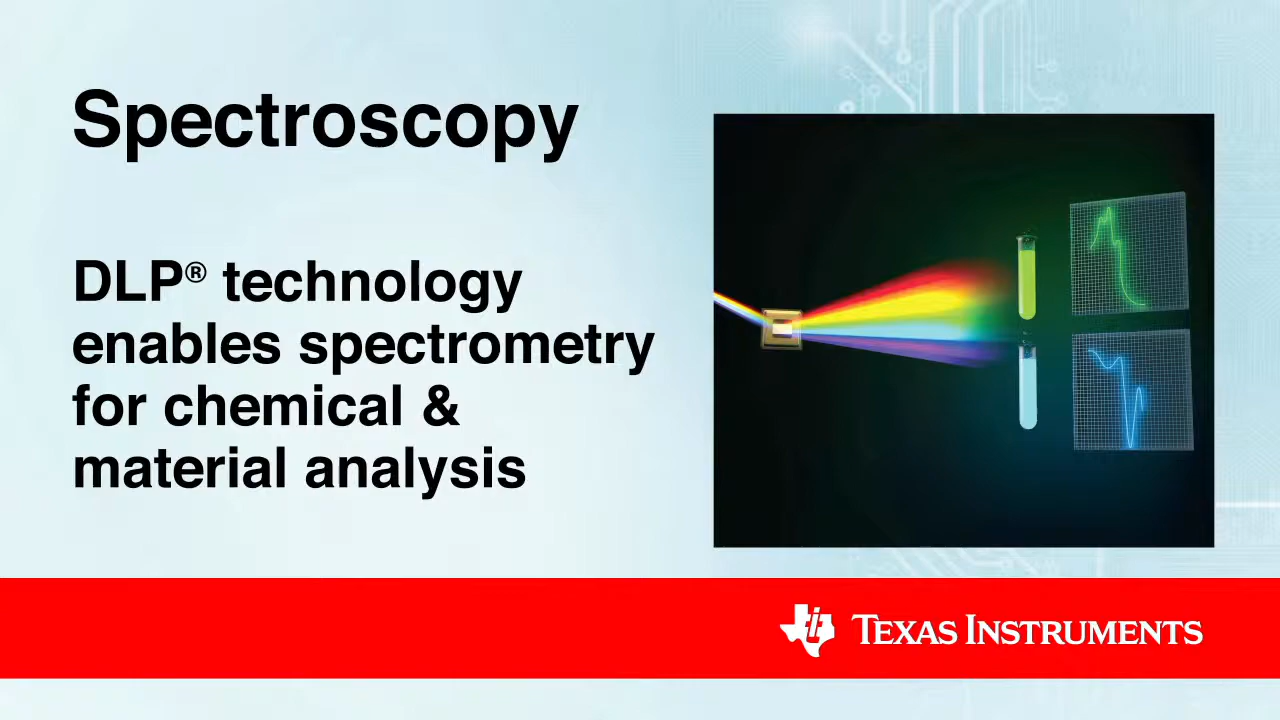 Spectroscopy
DLP® technology
enables spectrometry
for chemical &
material analysis
TEXAS INSTRUMENTS